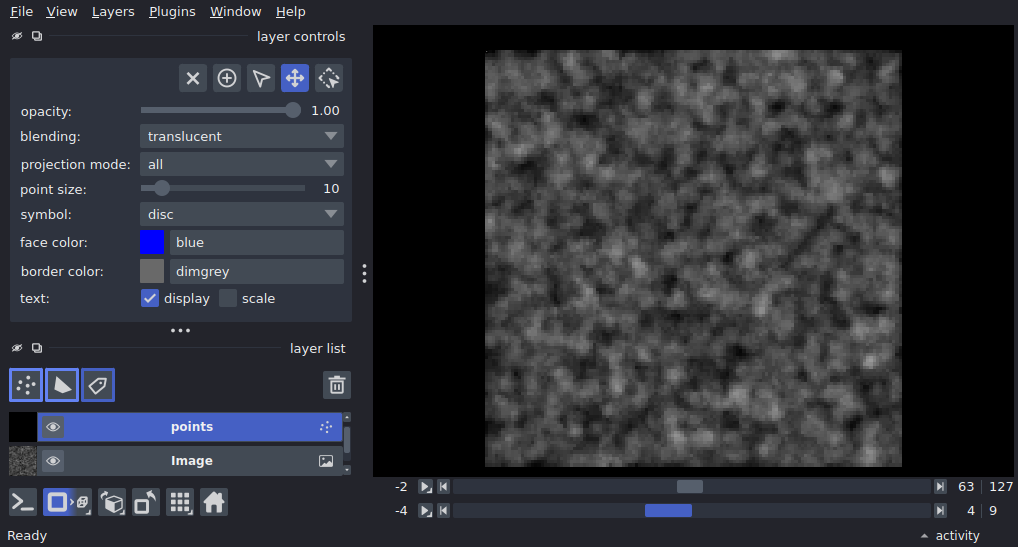 File View Layers Plugins Window Help
layer controls
opacity: 1.00
blending: translucent
projection mode: all
point size: 10
symbol: disc
face color: blue
border color: dimgrey
text: display scale
layer list
points
Image
-2 63 127
-4 4 9
Ready activity